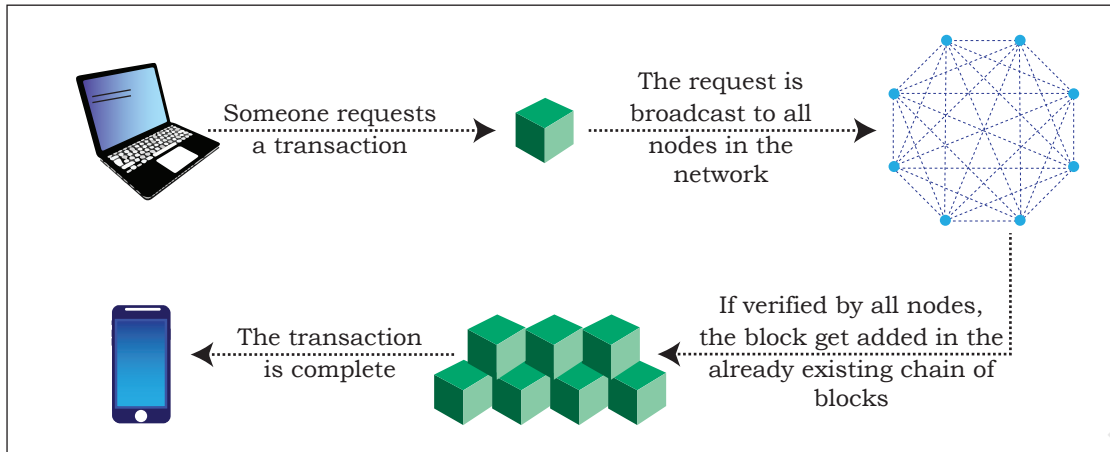 Someone requests
a transaction
The request is
broadcast to all
nodes in the
network
If verified by all nodes,
the block get added in the
already existing chain of
blocks
The transaction
is complete